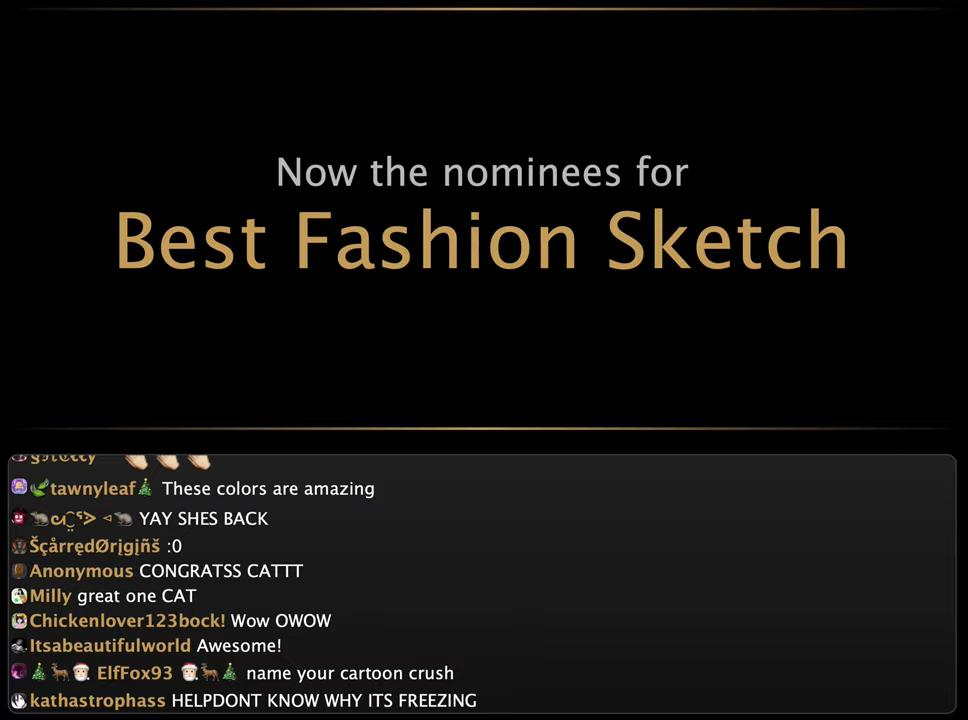 Now the nominees for
Best Fashion Sketch
👏🏻👏🏻👏🏻
🌿tawnyleaf🎄 These colors are amazing
YAY SHES BACK
ŠçårrędØrįgįñš :0
Anonymous CONGRATSS CATTT
Milly great one CAT
Chickenlover123bock! Wow OWOW
Itsabeautifulworld Awesome!
🎄🦌🎅🏻 ElfFox93 🎅🏻🦌🎄 name your cartoon crush
kathastrophass HELPDONT KNOW WHY ITS FREEZING